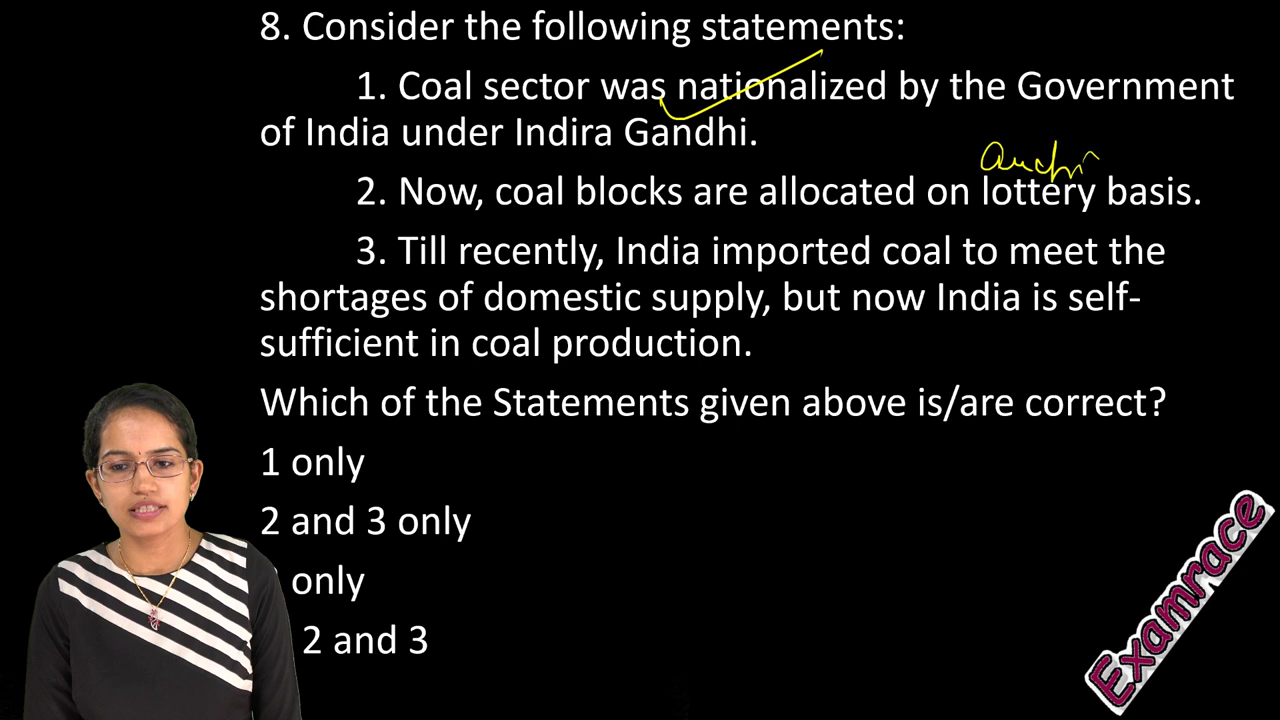 8. Consider the following statements:
1. Coal sector was nationalized by the Government
of India under Indira Gandhi.
2. Now, coal blocks are allocated on lottery basis.
3. Till recently, India imported coal to meet the
shortages of domestic supply, but now India is self-
sufficient in coal production.
Which of the Statements given above is/are correct?
1 only
2 and 3 only
only
2 and 3
Examrace